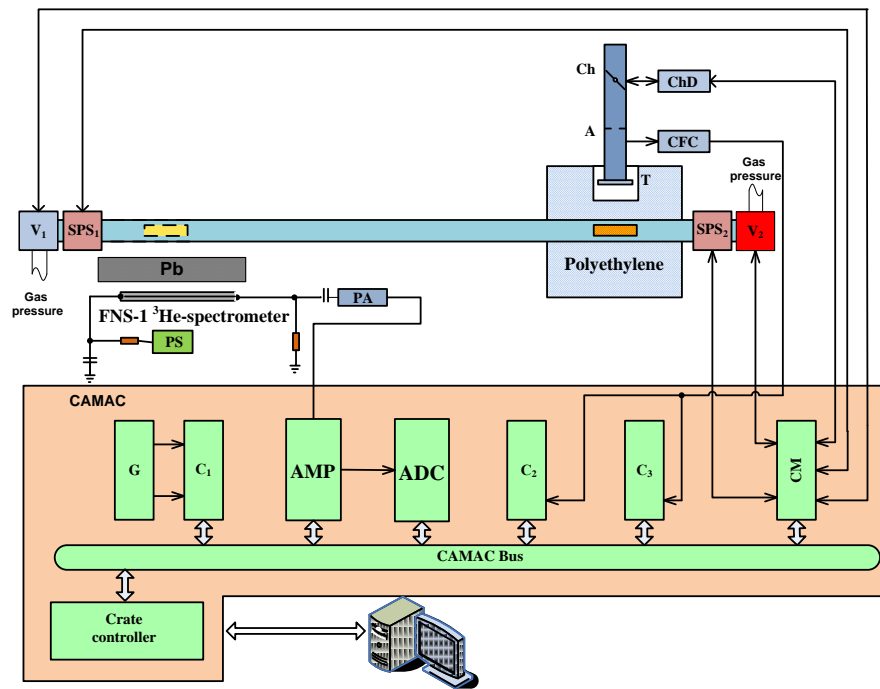 Ch
ChD
A
CFC
T
Gas
pressure
V1
SPS1
SPS2
V2
Polyethylene
Pb
Gas
pressure
PA
FNS-1 ³He-spectrometer
PS
CAMAC
G
C1
AMP
ADC
C2
C3
CM
CAMAC Bus
Crate
controller